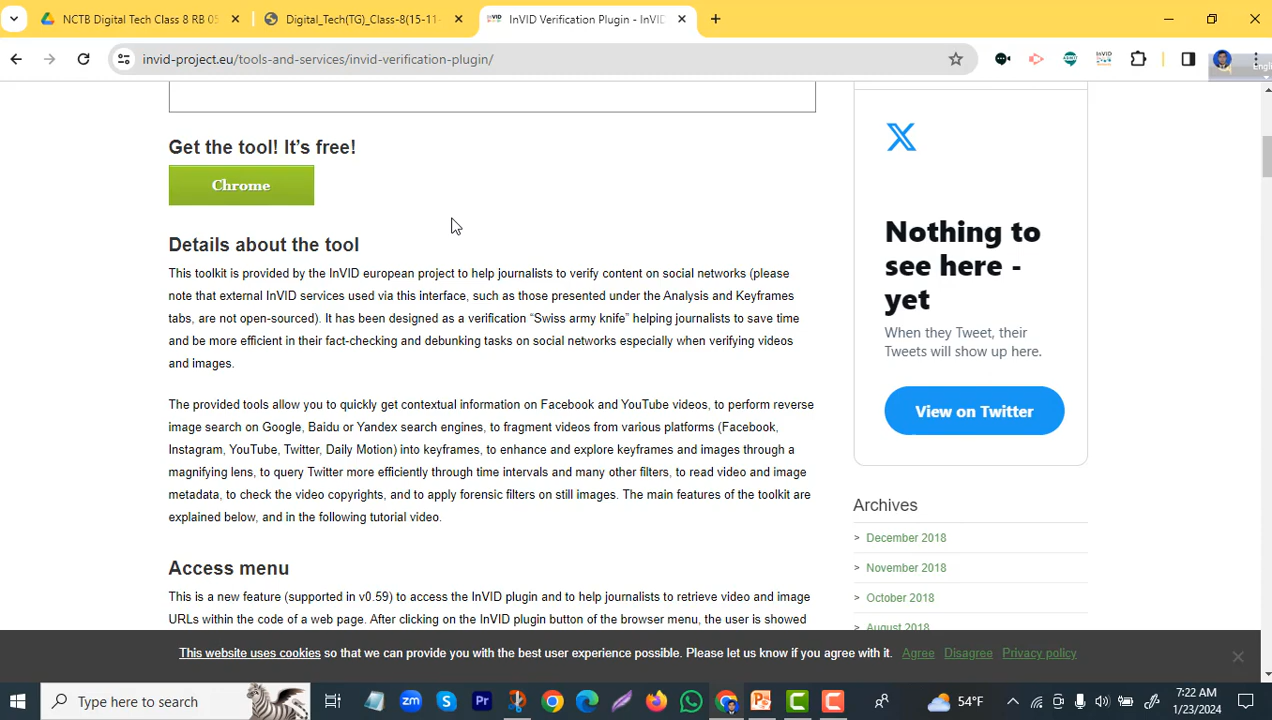 NCTB Digital Tech Class 8 RB 05
Digital_Tech(TG)_Class-8(15-11-
InVID Verification Plugin - InVID
invid-project.eu/tools-and-services/invid-verification-plugin/
Engli
Get the tool! It's free!
Chrome
Details about the tool
This toolkit is provided by the InVID european project to help journalists to verify content on social networks (please
note that external InVID services used via this interface, such as those presented under the Analysis and Keyframes
tabs, are not open-sourced). It has been designed as a verification “Swiss army knife” helping journalists to save time
and be more efficient in their fact-checking and debunking tasks on social networks especially when verifying videos
and images.
The provided tools allow you to quickly get contextual information on Facebook and YouTube videos, to perform reverse
image search on Google, Baidu or Yandex search engines, to fragment videos from various platforms (Facebook,
Instagram, YouTube, Twitter, Daily Motion) into keyframes, to enhance and explore keyframes and images through a
magnifying lens, to query Twitter more efficiently through time intervals and many other filters, to read video and image
metadata, to check the video copyrights, and to apply forensic filters on still images. The main features of the toolkit are
explained below, and in the following tutorial video.
Access menu
This is a new feature (supported in v0.59) to access the InVID plugin and to help journalists to retrieve video and image
URLs within the code of a web page. After clicking on the InVID plugin button of the browser menu, the user is showed
Nothing to
see here -
yet
When they Tweet, their
Tweets will show up here.
View on Twitter
Archives
> December 2018
> November 2018
> October 2018
> August 2018
This website uses cookies so that we can provide you with the best user experience possible. Please let us know if you agree with it. Agree Disagree Privacy policy
Type here to search
54°F
7:22 AM
1/23/2024